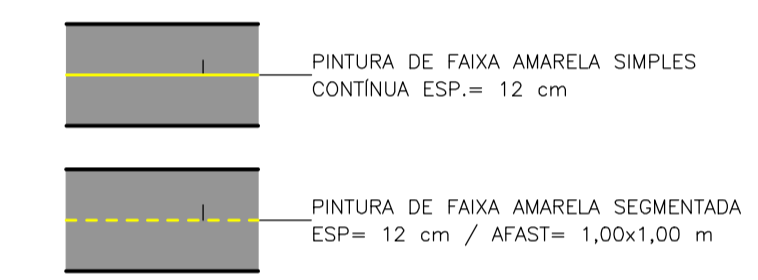 PINTURA DE FAIXA AMARELA SIMPLES
CONTÍNUA ESP.= 12 cm
PINTURA DE FAIXA AMARELA SEGMENTADA
ESP= 12 cm / AFAST= 1,00x1,00 m